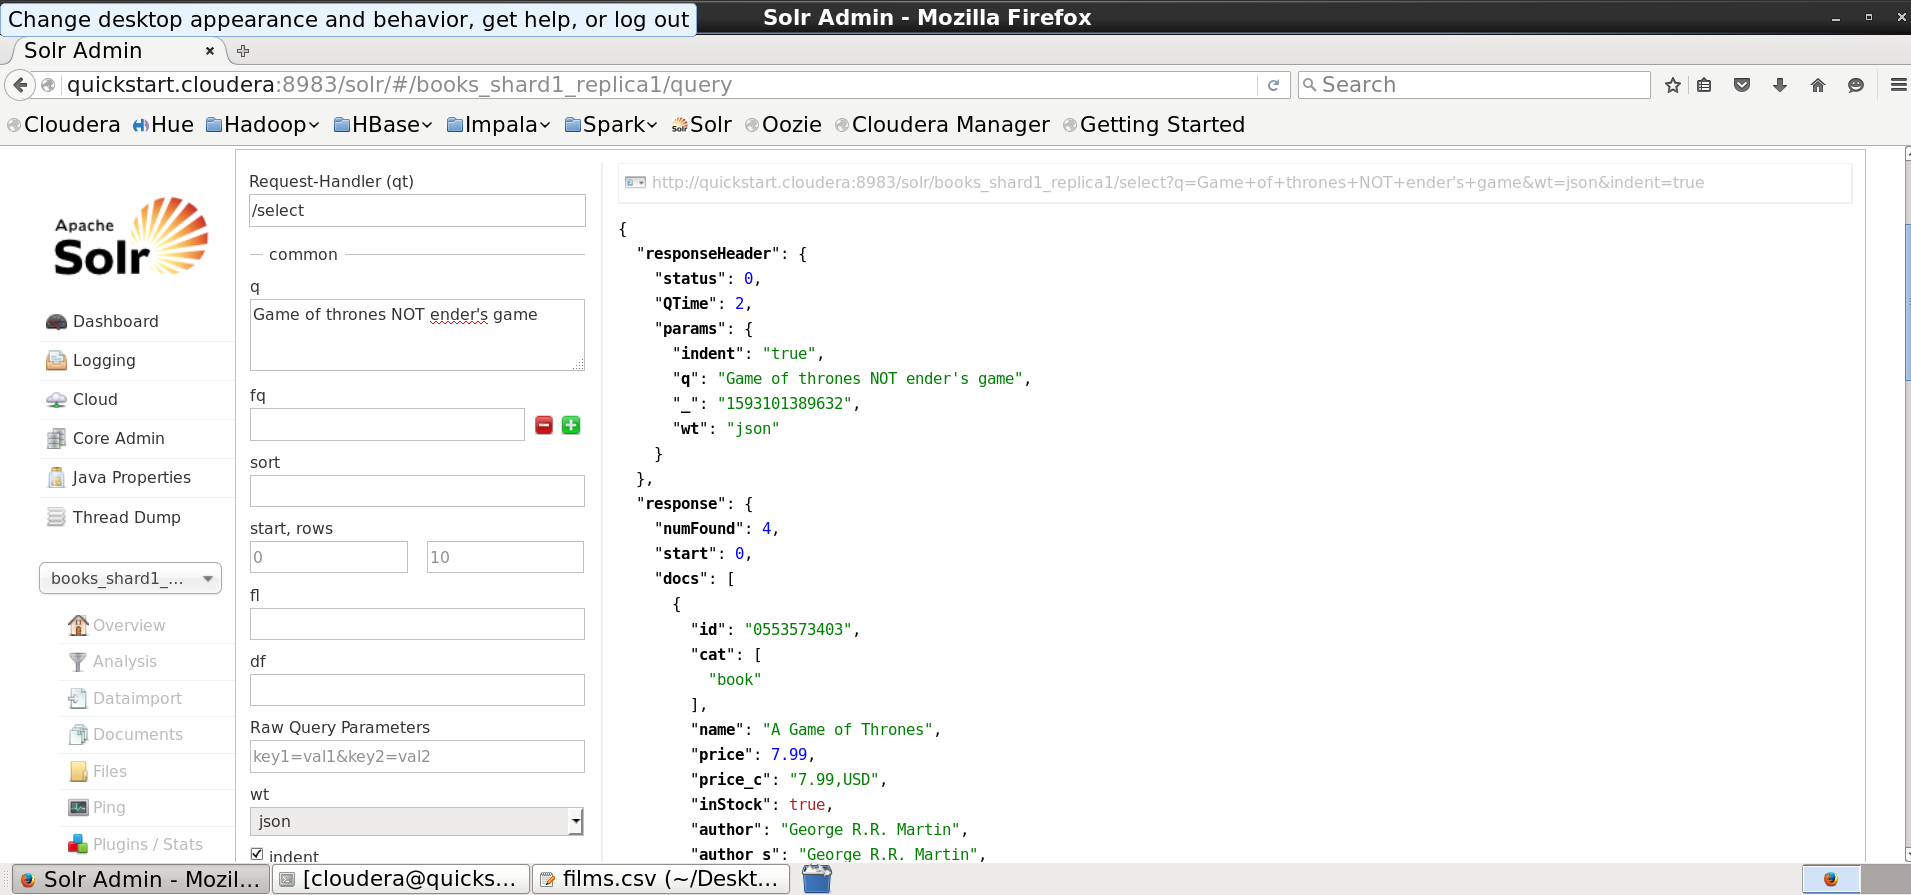 Change desktop appearance and behavior, get help, or log out
Solr Admin - Mozilla Firefox
Solr Admin
quickstart.cloudera:8983/solr/#/books_shard1_replica1/query
Search
Cloudera Hue Hadoop HBase Impala Spark Solr Oozie Cloudera Manager Getting Started
Apache
Solr
Dashboard
Logging
Cloud
Core Admin
Java Properties
Thread Dump
books_shard1_...
Overview
Analysis
Dataimport
Documents
Files
Ping
Plugins / Stats
Request-Handler (qt)
/select
common
q
Game of thrones NOT ender's game
fq
sort
start, rows
0 10
fl
df
Raw Query Parameters
key1=val1&key2=val2
wt
json
indent
http://quickstart.cloudera:8983/solr/books_shard1_replica1/select?q=Game+of+thrones+NOT+ender's+game&wt=json&indent=true
{
"responseHeader": {
"status": 0,
"QTime": 2,
"params": {
"indent": "true",
"q": "Game of thrones NOT ender's game",
"_": "1593101389632",
"wt": "json"
}
},
"response": {
"numFound": 4,
"start": 0,
"docs": [
{
"id": "0553573403",
"cat": [
"book"
],
"name": "A Game of Thrones",
"price": 7.99,
"price_c": "7.99,USD",
"inStock": true,
"author": "George R.R. Martin",
"author_s": "George R.R. Martin",
Solr Admin - Mozil... [cloudera@quicks... films.csv (~/Deskt...